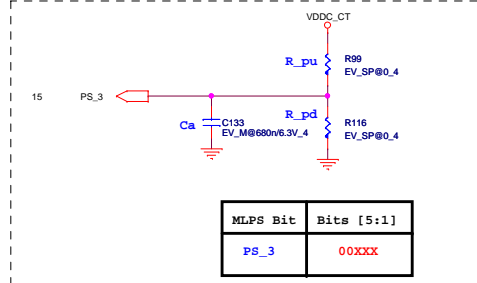 VDDC_CT
R_pu
R99
EV_SP@0_4
15
PS_3
R_pd
R116
EV_SP@0_4
Ca
C133
EV_M@680n/6.3V_4
MLPS Bit
Bits [5:1]
PS_3
00XXX